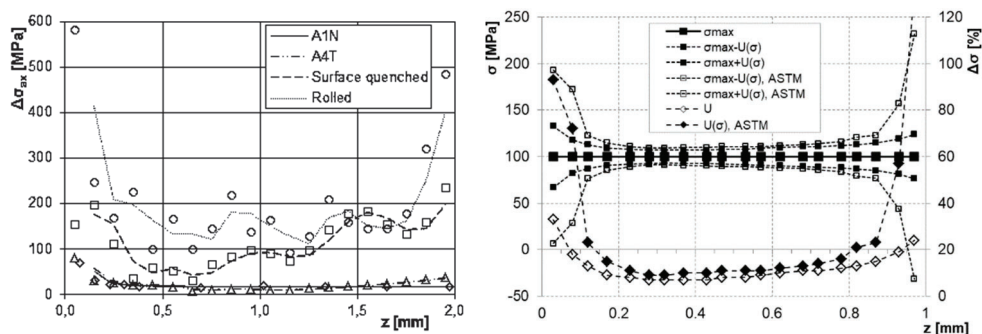 600
500
400
300
200
100
0
Δσax [MPa]
A1N
A4T
Surface quenched
Rolled
0,0
0,5
1,0
1,5
2,0
z [mm]
250
200
150
100
50
0
-50
σ [MPa]
σmax
σmax-U(σ)
σmax+U(σ)
σmax-U(σ), ASTM
σmax+U(σ), ASTM
U
U(σ), ASTM
120
100
80
60
40
20
0
Δσ [%]
0
0.2
0.4
0.6
0.8
1
z [mm]